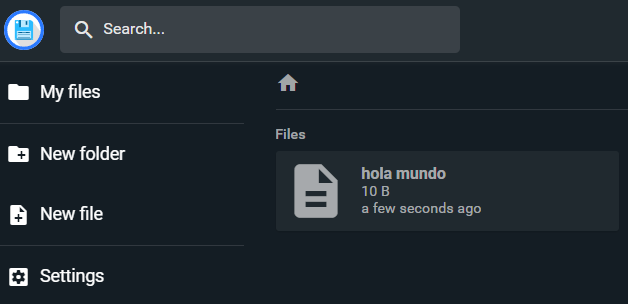 Search...
My files
New folder
New file
Settings
Files
hola mundo
10 B
a few seconds ago